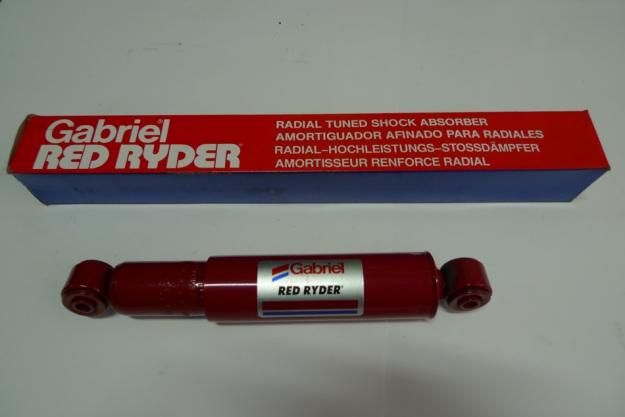 Gabriel®
RED RYDER®
RADIAL TUNED SHOCK ABSORBER
AMORTIGUADOR AFINADO PARA RADIALES
RADIAL-HOCHLEISTUNGS-STOSSDÄMPFER
AMORTISSEUR RENFORCE RADIAL
Gabriel
RED RYDER®